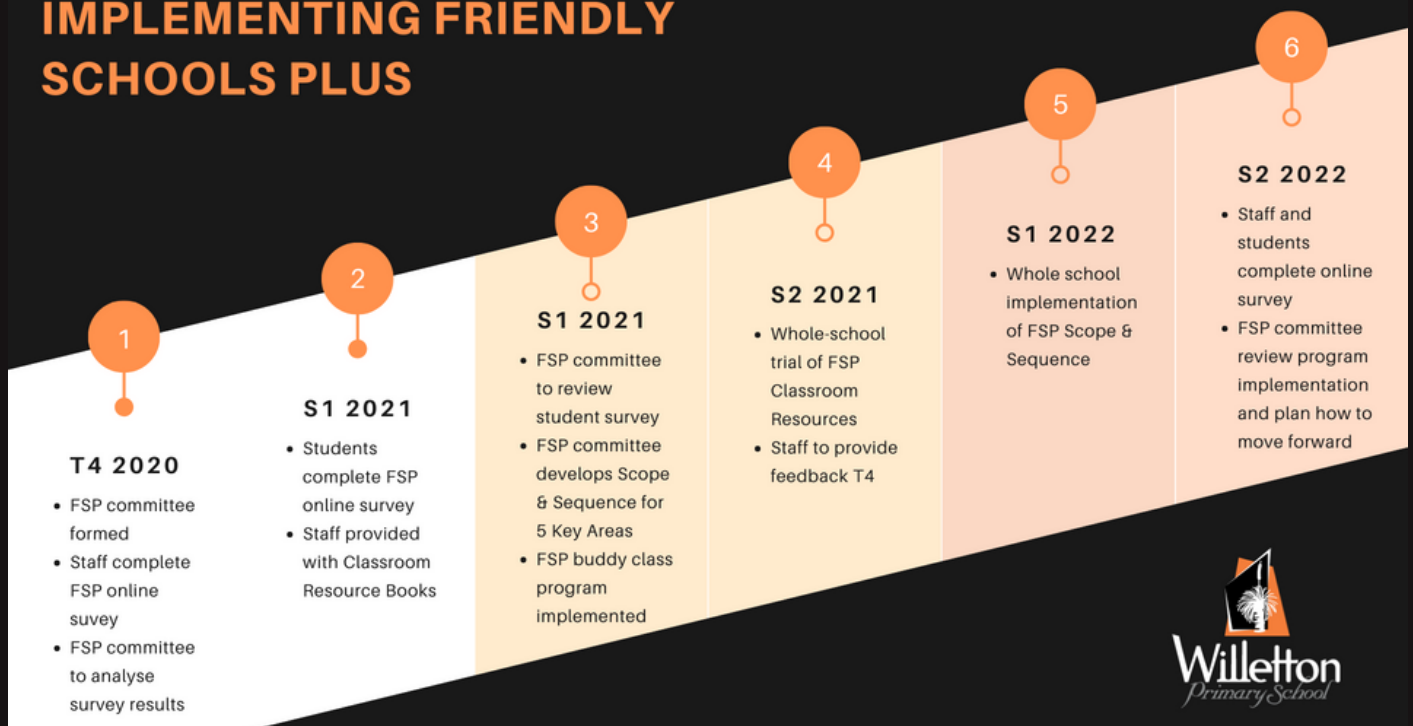 IMPLEMENTING FRIENDLY
SCHOOLS PLUS
1
T4 2020
• FSP committee
formed
• Staff complete
FSP online
suvey
• FSP committee
to analyse
survey results
2
S1 2021
• Students
complete FSP
online survey
• Staff provided
with Classroom
Resource Books
3
S1 2021
• FSP committee
to review
student survey
• FSP committee
develops Scope
& Sequence for
5 Key Areas
• FSP buddy class
program
implemented
4
S2 2021
• Whole-school
trial of FSP
Classroom
Resources
• Staff to provide
feedback T4
5
S1 2022
• Whole school
implementation
of FSP Scope &
Sequence
6
S2 2022
• Staff and
students
complete online
survey
• FSP committee
review program
implementation
and plan how to
move forward
Willetton
Primary School